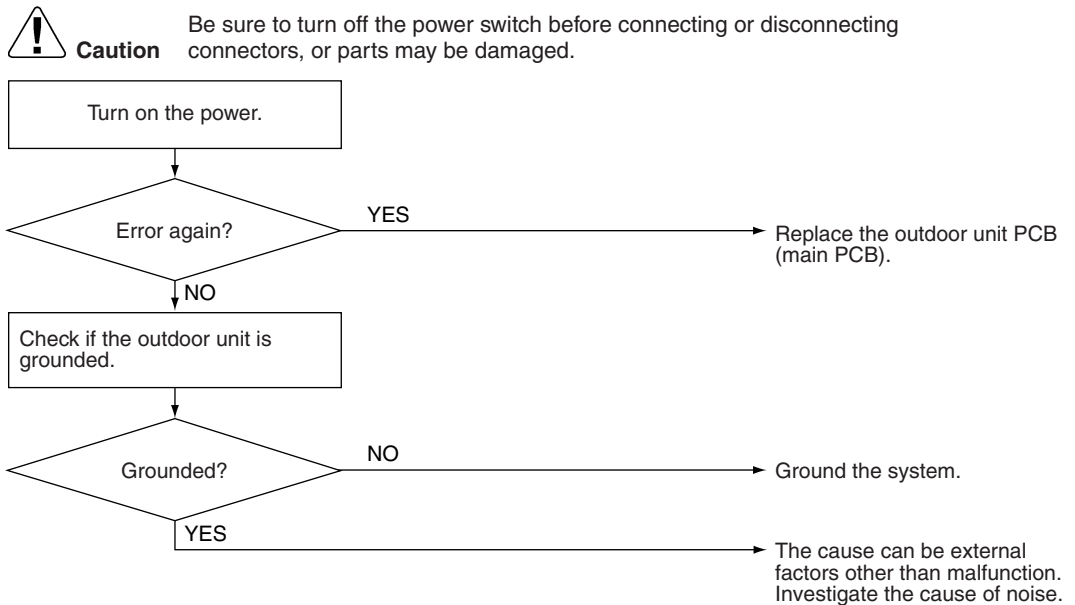 Be sure to turn off the power switch before connecting or disconnecting
Caution connectors, or parts may be damaged.
Turn on the power.
Error again?
YES
Replace the outdoor unit PCB
(main PCB).
NO
Check if the outdoor unit is
grounded.
Grounded?
NO
Ground the system.
YES
The cause can be external
factors other than malfunction.
Investigate the cause of noise.